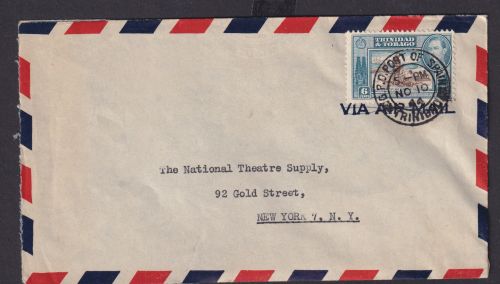 TRINIDAD
& TOBAGO
6
G.P.O. PORT OF SPAIN
PM
NO 10
TRINIDAD
VIA AIR MAIL
The National Theatre Supply,
92 Gold Street,
NEW YORK 7, N. Y.